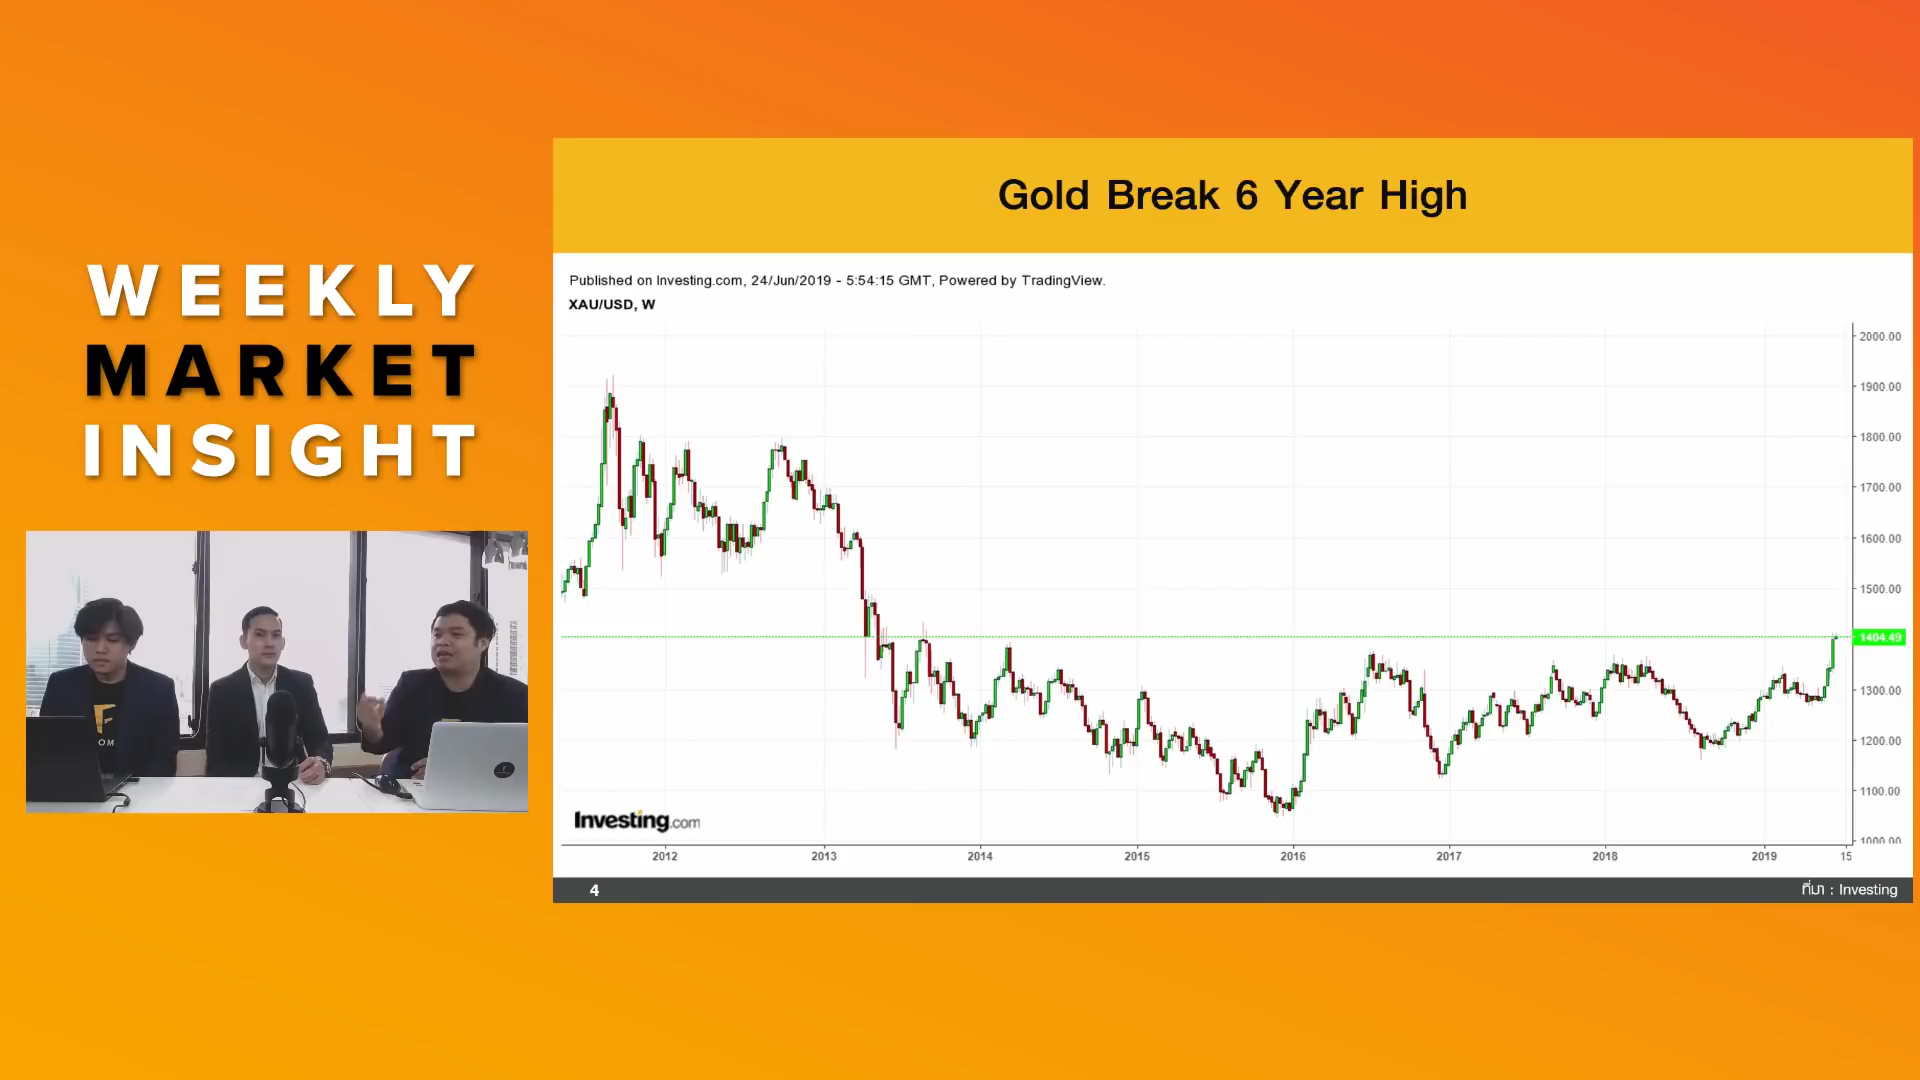 WEEKLY
MARKET
INSIGHT
OM
Gold Break 6 Year High
Published on Investing.com, 24/Jun/2019 - 5:54:15 GMT, Powered by TradingView.
XAU/USD, W
2000.00
1900.00
1800.00
1700.00
1600.00
1500.00
1404.49
1300.00
1200.00
1100.00
1000.00
Investing.com
2012 2013 2014 2015 2016 2017 2018 2019 15
4
ที่มา : Investing